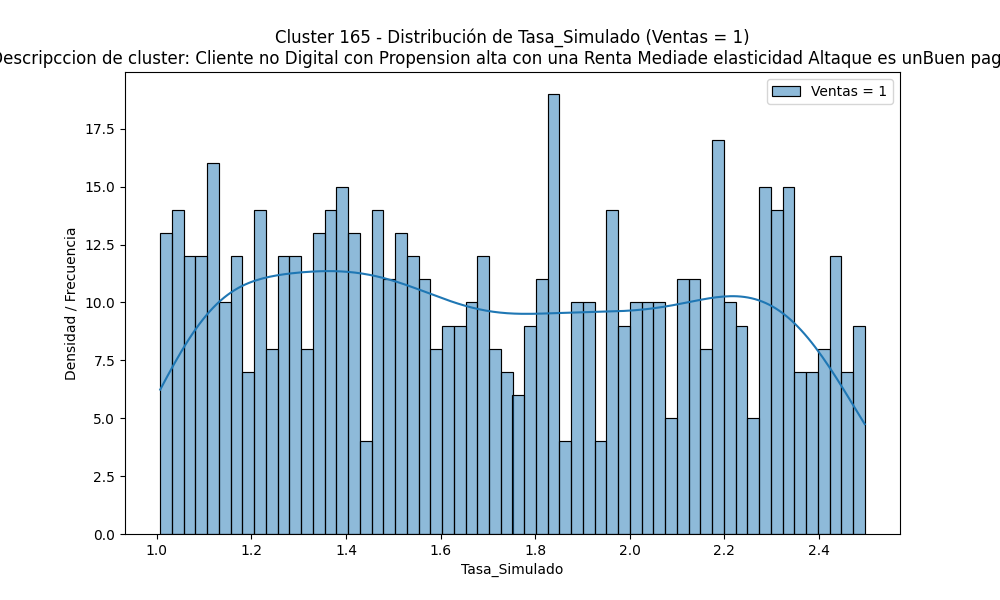 Cluster 165 - Distribución de Tasa_Simulado (Ventas = 1)
Descripccion de cluster: Cliente no Digital con Propension alta con una Renta Mediade elasticidad Altaque es unBuen pag
Ventas = 1
Densidad / Frecuencia
17.5
15.0
12.5
10.0
7.5
5.0
2.5
0.0
1.0 1.2 1.4 1.6 1.8 2.0 2.2 2.4
Tasa_Simulado